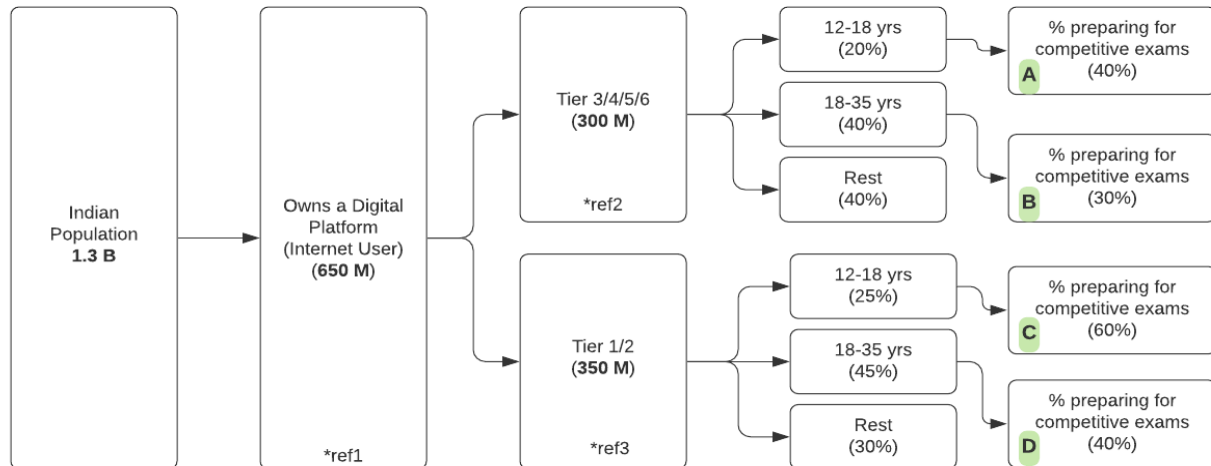 Indian
Population
1.3 B
Owns a Digital
Platform
(Internet User)
(650 M)
*ref1
Tier 3/4/5/6
(300 M)
*ref2
12-18 yrs
(20%)
% preparing for
competitive exams
(40%)
A
18-35 yrs
(40%)
% preparing for
competitive exams
(30%)
B
Rest
(40%)
Tier 1/2
(350 M)
*ref3
12-18 yrs
(25%)
% preparing for
competitive exams
(60%)
C
18-35 yrs
(45%)
% preparing for
competitive exams
(40%)
D
Rest
(30%)